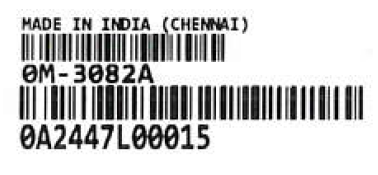 MADE IN INDIA (CHENNAI)
0M-3082A
0A2447L00015